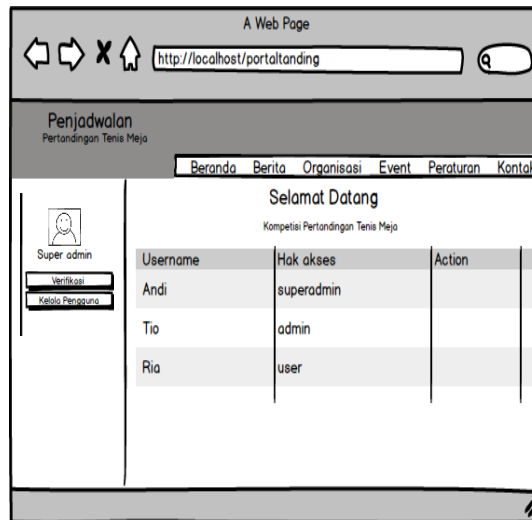 A Web Page
http://localhost/portaltanding
Penjadwalan
Pertandingan Tenis Meja
Beranda Berita Organisasi Event Peraturan Kontak
Selamat Datang
Kompetisi Pertandingan Tenis Meja
Super admin
Verifikasi
Kelola Pengguna
Username Hak akses Action
Andi superadmin
Tio admin
Ria user